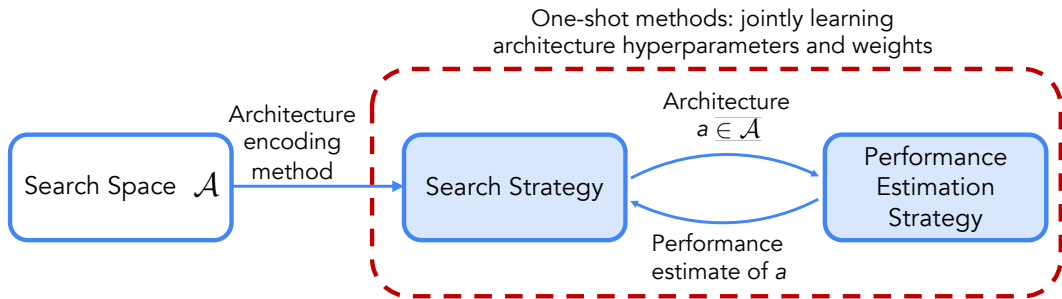 One-shot methods: jointly learning
architecture hyperparameters and weights
Architecture
encoding
method
Search Space 𝒜
Search Strategy
Architecture
a ∈ 𝒜
Performance
estimate of a
Performance
Estimation
Strategy